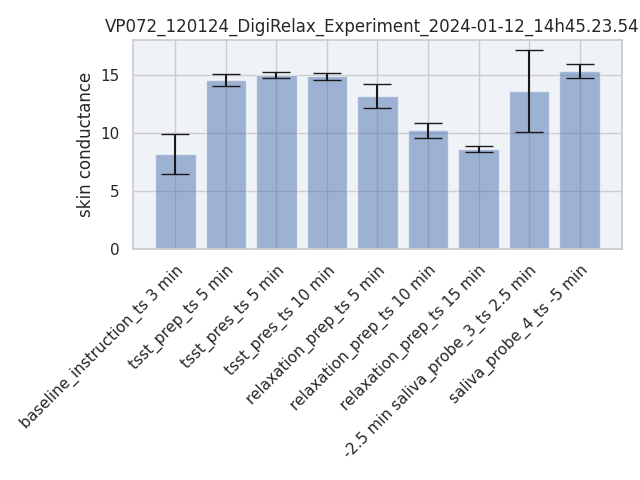 VP072_120124_DigiRelax_Experiment_2024-01-12_14h45.23.54
skin conductance
15
10
5
0
baseline_instruction_ts 3 min
tsst_prep_ts 5 min
tsst_pres_ts 5 min
tsst_pres_ts 10 min
relaxation_prep_ts 5 min
relaxation_prep_ts 10 min
relaxation_prep_ts 15 min
-2.5 min saliva_probe_3_ts 2.5 min
saliva_probe_4_ts -5 min